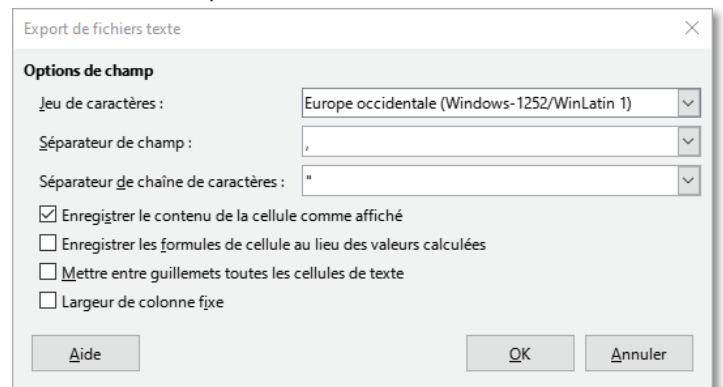 Export de fichiers texte
Options de champ
Jeu de caractères : Europe occidentale (Windows-1252/WinLatin 1)
Séparateur de champ : ,
Séparateur de chaîne de caractères : "
Enregistrer le contenu de la cellule comme affiché
Enregistrer les formules de cellule au lieu des valeurs calculées
Mettre entre guillemets toutes les cellules de texte
Largeur de colonne fixe
Aide OK Annuler